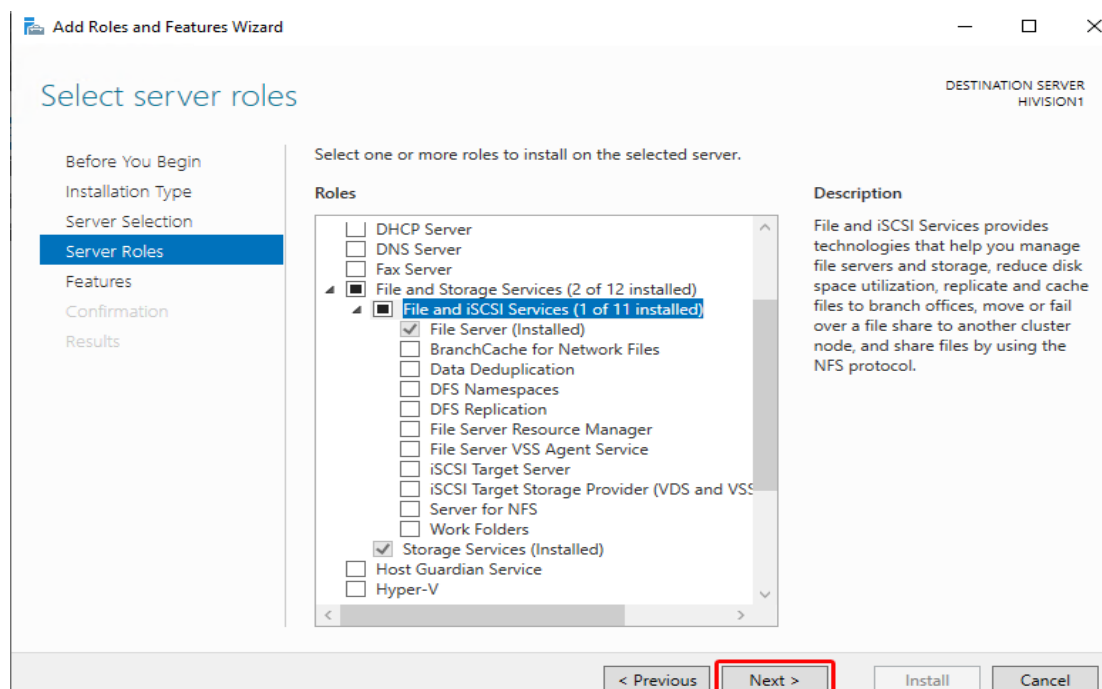 Add Roles and Features Wizard
Select server roles
DESTINATION SERVER
HIVISION1
Before You Begin
Installation Type
Server Selection
Server Roles
Features
Confirmation
Results
Select one or more roles to install on the selected server.
Roles
DHCP Server
DNS Server
Fax Server
File and Storage Services (2 of 12 installed)
File and iSCSI Services (1 of 11 installed)
File Server (Installed)
BranchCache for Network Files
Data Deduplication
DFS Namespaces
DFS Replication
File Server Resource Manager
File Server VSS Agent Service
iSCSI Target Server
iSCSI Target Storage Provider (VDS and VSS
Server for NFS
Work Folders
Storage Services (Installed)
Host Guardian Service
Hyper-V
Description
File and iSCSI Services provides
technologies that help you manage
file servers and storage, reduce disk
space utilization, replicate and cache
files to branch offices, move or fail
over a file share to another cluster
node, and share files by using the
NFS protocol.
< Previous
Next >
Install
Cancel